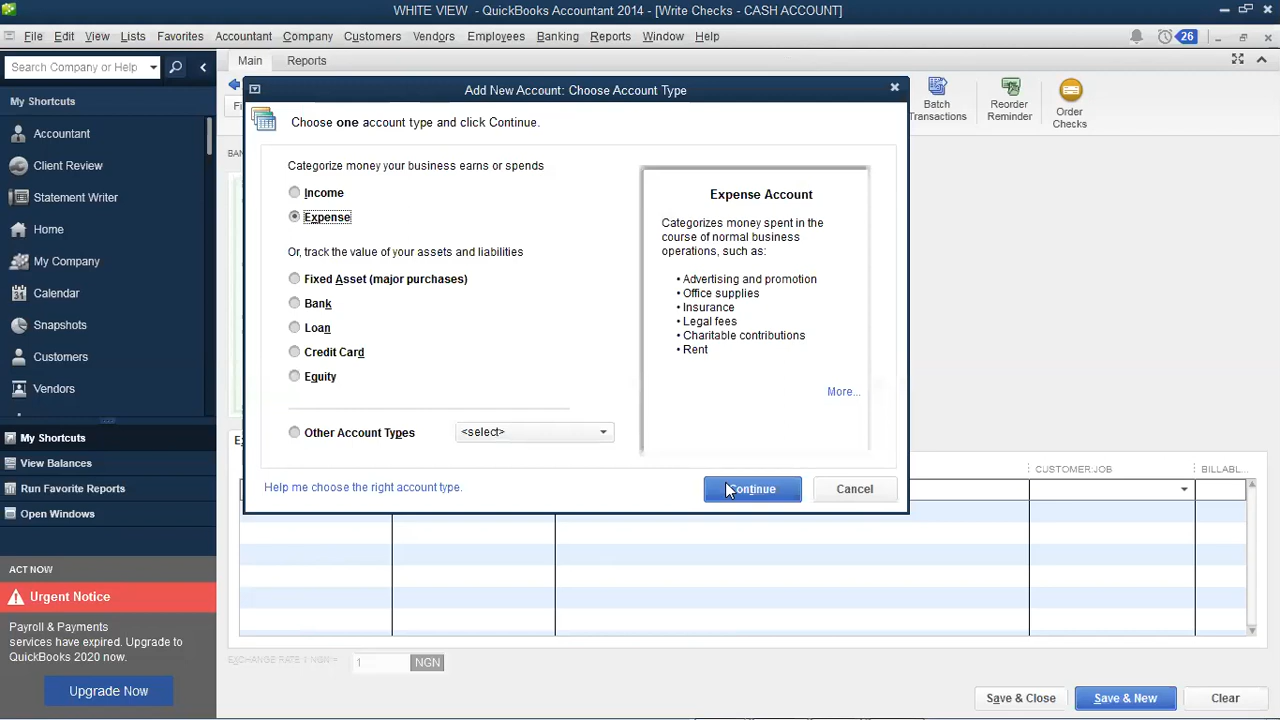 WHITE VIEW - QuickBooks Accountant 2014 - [Write Checks - CASH ACCOUNT]
File Edit View Lists Favorites Accountant Company Customers Vendors Employees Banking Reports Window Help 26
Search Company or Help
My Shortcuts
Accountant
Client Review
Statement Writer
Home
My Company
Calendar
Snapshots
Customers
Vendors
My Shortcuts
View Balances
Run Favorite Reports
Open Windows
ACT NOW
Urgent Notice
Payroll & Payments
services have expired. Upgrade to
QuickBooks 2020 now.
Upgrade Now
Main Reports
Batch
Transactions
Reorder
Reminder
Order
Checks
Add New Account: Choose Account Type
Choose one account type and click Continue.
Categorize money your business earns or spends
Income
Expense
Or, track the value of your assets and liabilities
Fixed Asset (major purchases)
Bank
Loan
Credit Card
Equity
Other Account Types <select>
Expense Account
Categorizes money spent in the
course of normal business
operations, such as:
• Advertising and promotion
• Office supplies
• Insurance
• Legal fees
• Charitable contributions
• Rent
More...
Help me choose the right account type.
Continue Cancel
CUSTOMER:JOB BILLABL...
EXCHANGE RATE 1 NGN =  1 NGN
Save & Close Save & New Clear